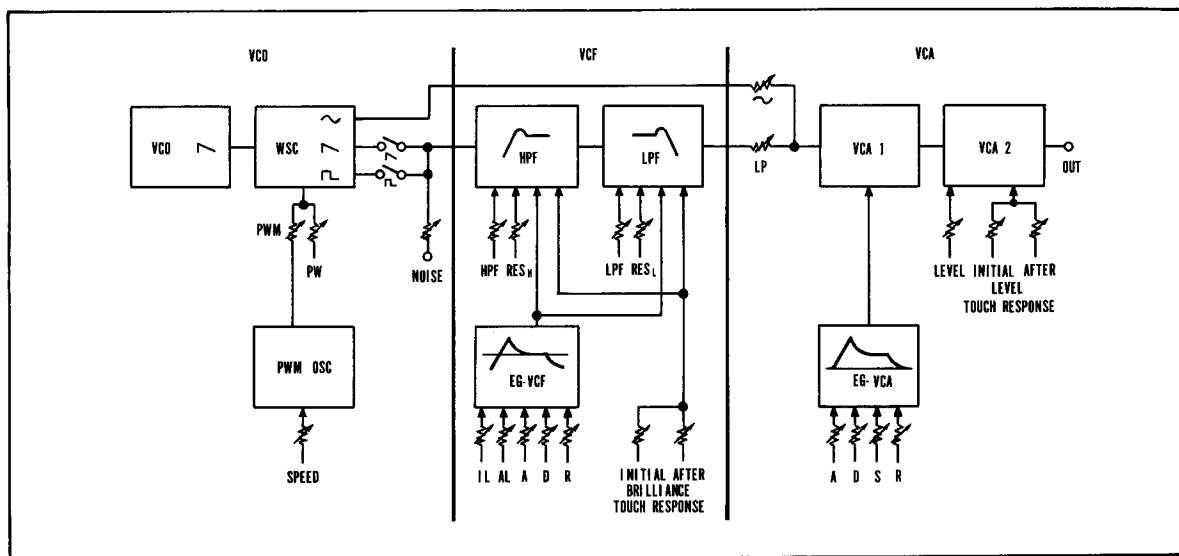 VCO VCF VCA
VCO WSC HPF LPF VCA 1 VCA 2
LP OUT
PWM
PW
NOISE
HPF RES H LPF RES L
LEVEL INITIAL AFTER
LEVEL
TOUCH RESPONSE
PWM OSC
EG-VCF
EG-VCA
SPEED
IL AL A D R
INITIAL AFTER
BRILLIANCE
TOUCH RESPONSE
A D S R